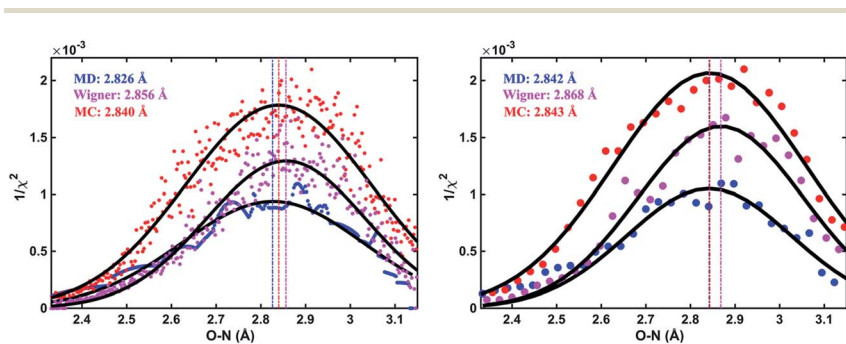 ×10⁻³
MD: 2.826 Å
Wigner: 2.856 Å
MC: 2.840 Å
2
1.5
1
0.5
0
1/χ²
2.4 2.5 2.6 2.7 2.8 2.9 3 3.1
O-N (Å)
×10⁻³
MD: 2.842 Å
Wigner: 2.868 Å
MC: 2.843 Å
2
1.5
1
0.5
0
1/χ²
2.4 2.5 2.6 2.7 2.8 2.9 3 3.1
O-N (Å)